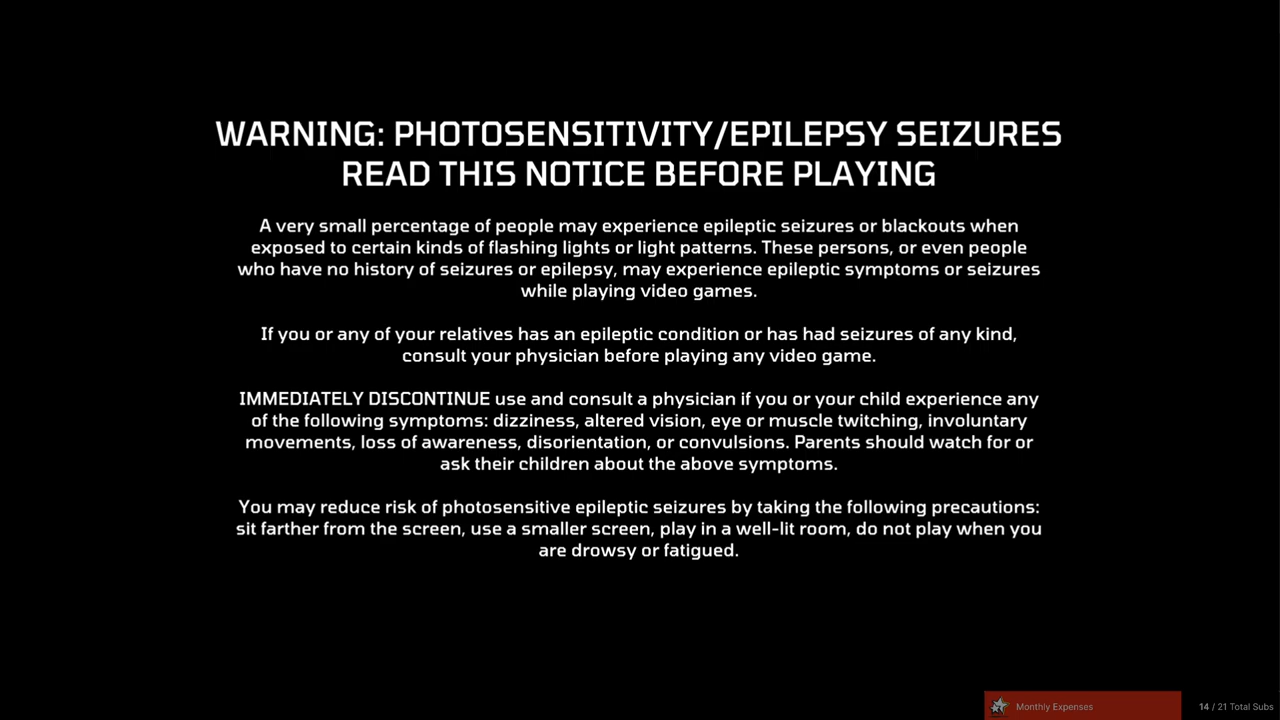 WARNING: PHOTOSENSITIVITY/EPILEPSY SEIZURES
READ THIS NOTICE BEFORE PLAYING
A very small percentage of people may experience epileptic seizures or blackouts when
exposed to certain kinds of flashing lights or light patterns. These persons, or even people
who have no history of seizures or epilepsy, may experience epileptic symptoms or seizures
while playing video games.
If you or any of your relatives has an epileptic condition or has had seizures of any kind,
consult your physician before playing any video game.
IMMEDIATELY DISCONTINUE use and consult a physician if you or your child experience any
of the following symptoms: dizziness, altered vision, eye or muscle twitching, involuntary
movements, loss of awareness, disorientation, or convulsions. Parents should watch for or
ask their children about the above symptoms.
You may reduce risk of photosensitive epileptic seizures by taking the following precautions:
sit farther from the screen, use a smaller screen, play in a well-lit room, do not play when you
are drowsy or fatigued.
Monthly Expenses
14 / 21 Total Subs